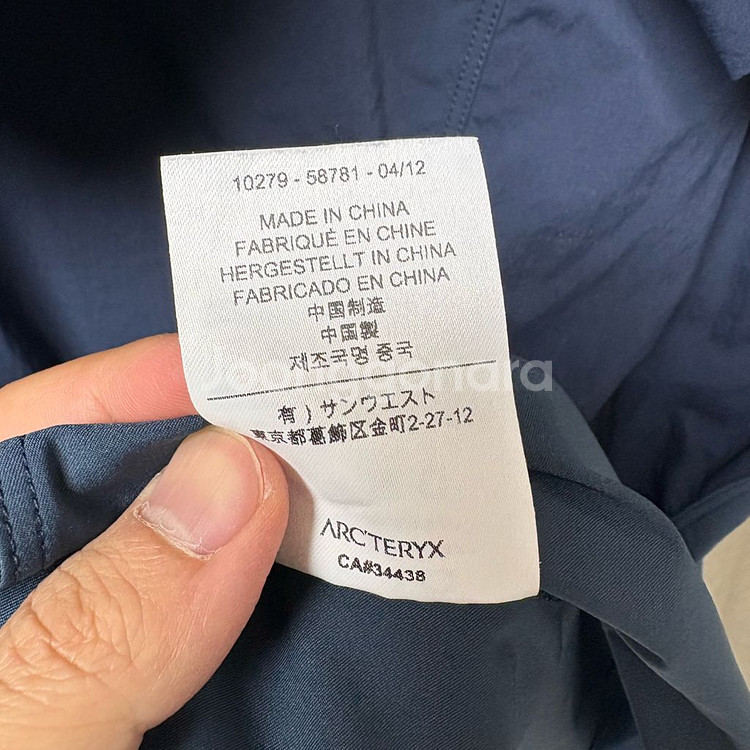 10279 - 58781 - 04/12
MADE IN CHINA
FABRIQUÉ EN CHINE
HERGESTELLT IN CHINA
FABRICADO EN CHINA
中国制造
中国製
제조국명 중국
有）サンウエスト
東京都葛飾区金町2-27-12
ARC'TERYX
CA#34438